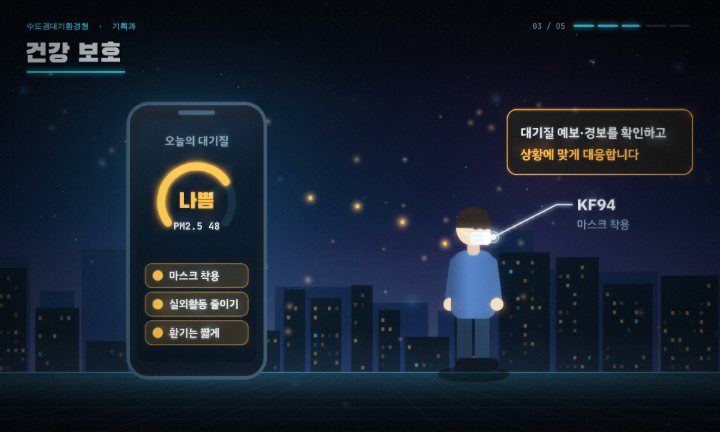 수도권대기환경청 · 기획과
03 / 05
건강 보호
오늘의 대기질
나쁨
PM2.5 48
마스크 착용
실외활동 줄이기
환기는 짧게
대기질 예보·경보를 확인하고
상황에 맞게 대응합니다
KF94
마스크 착용